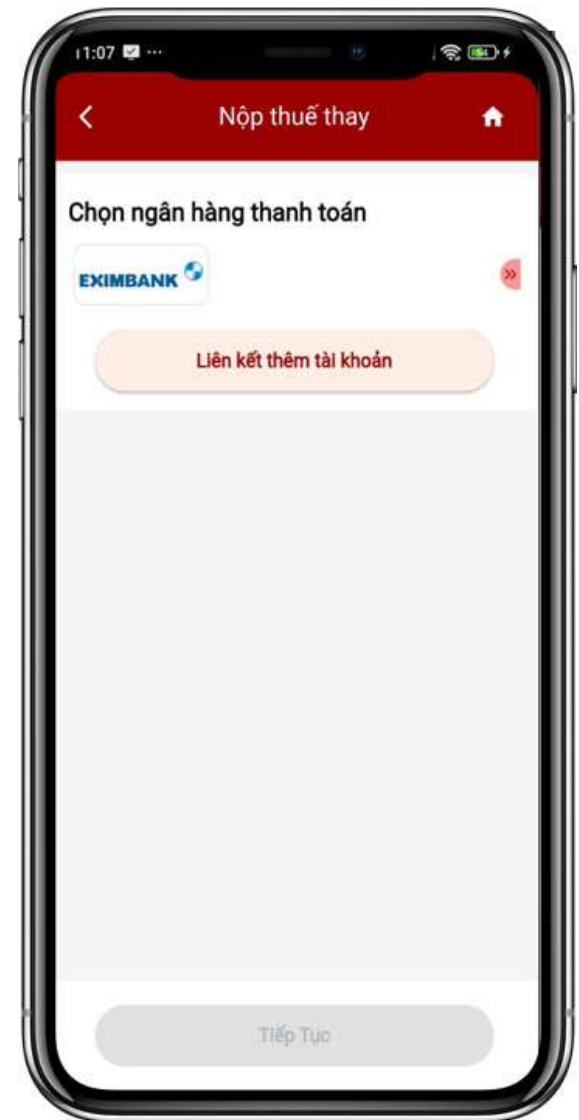 11:07
Nộp thuế thay
Chọn ngân hàng thanh toán
EXIMBANK
Liên kết thêm tài khoản
Tiếp Tục